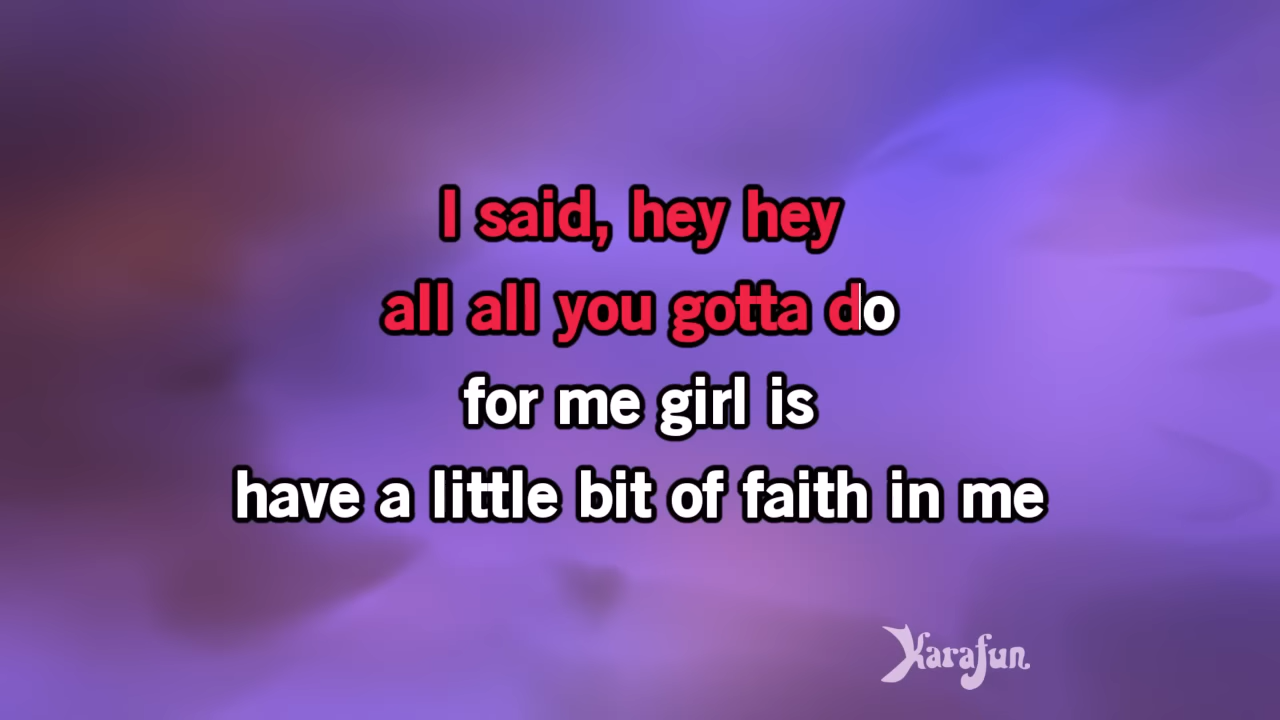 I said, hey hey
all all you gotta do
for me girl is
have a little bit of faith in me
Karafun